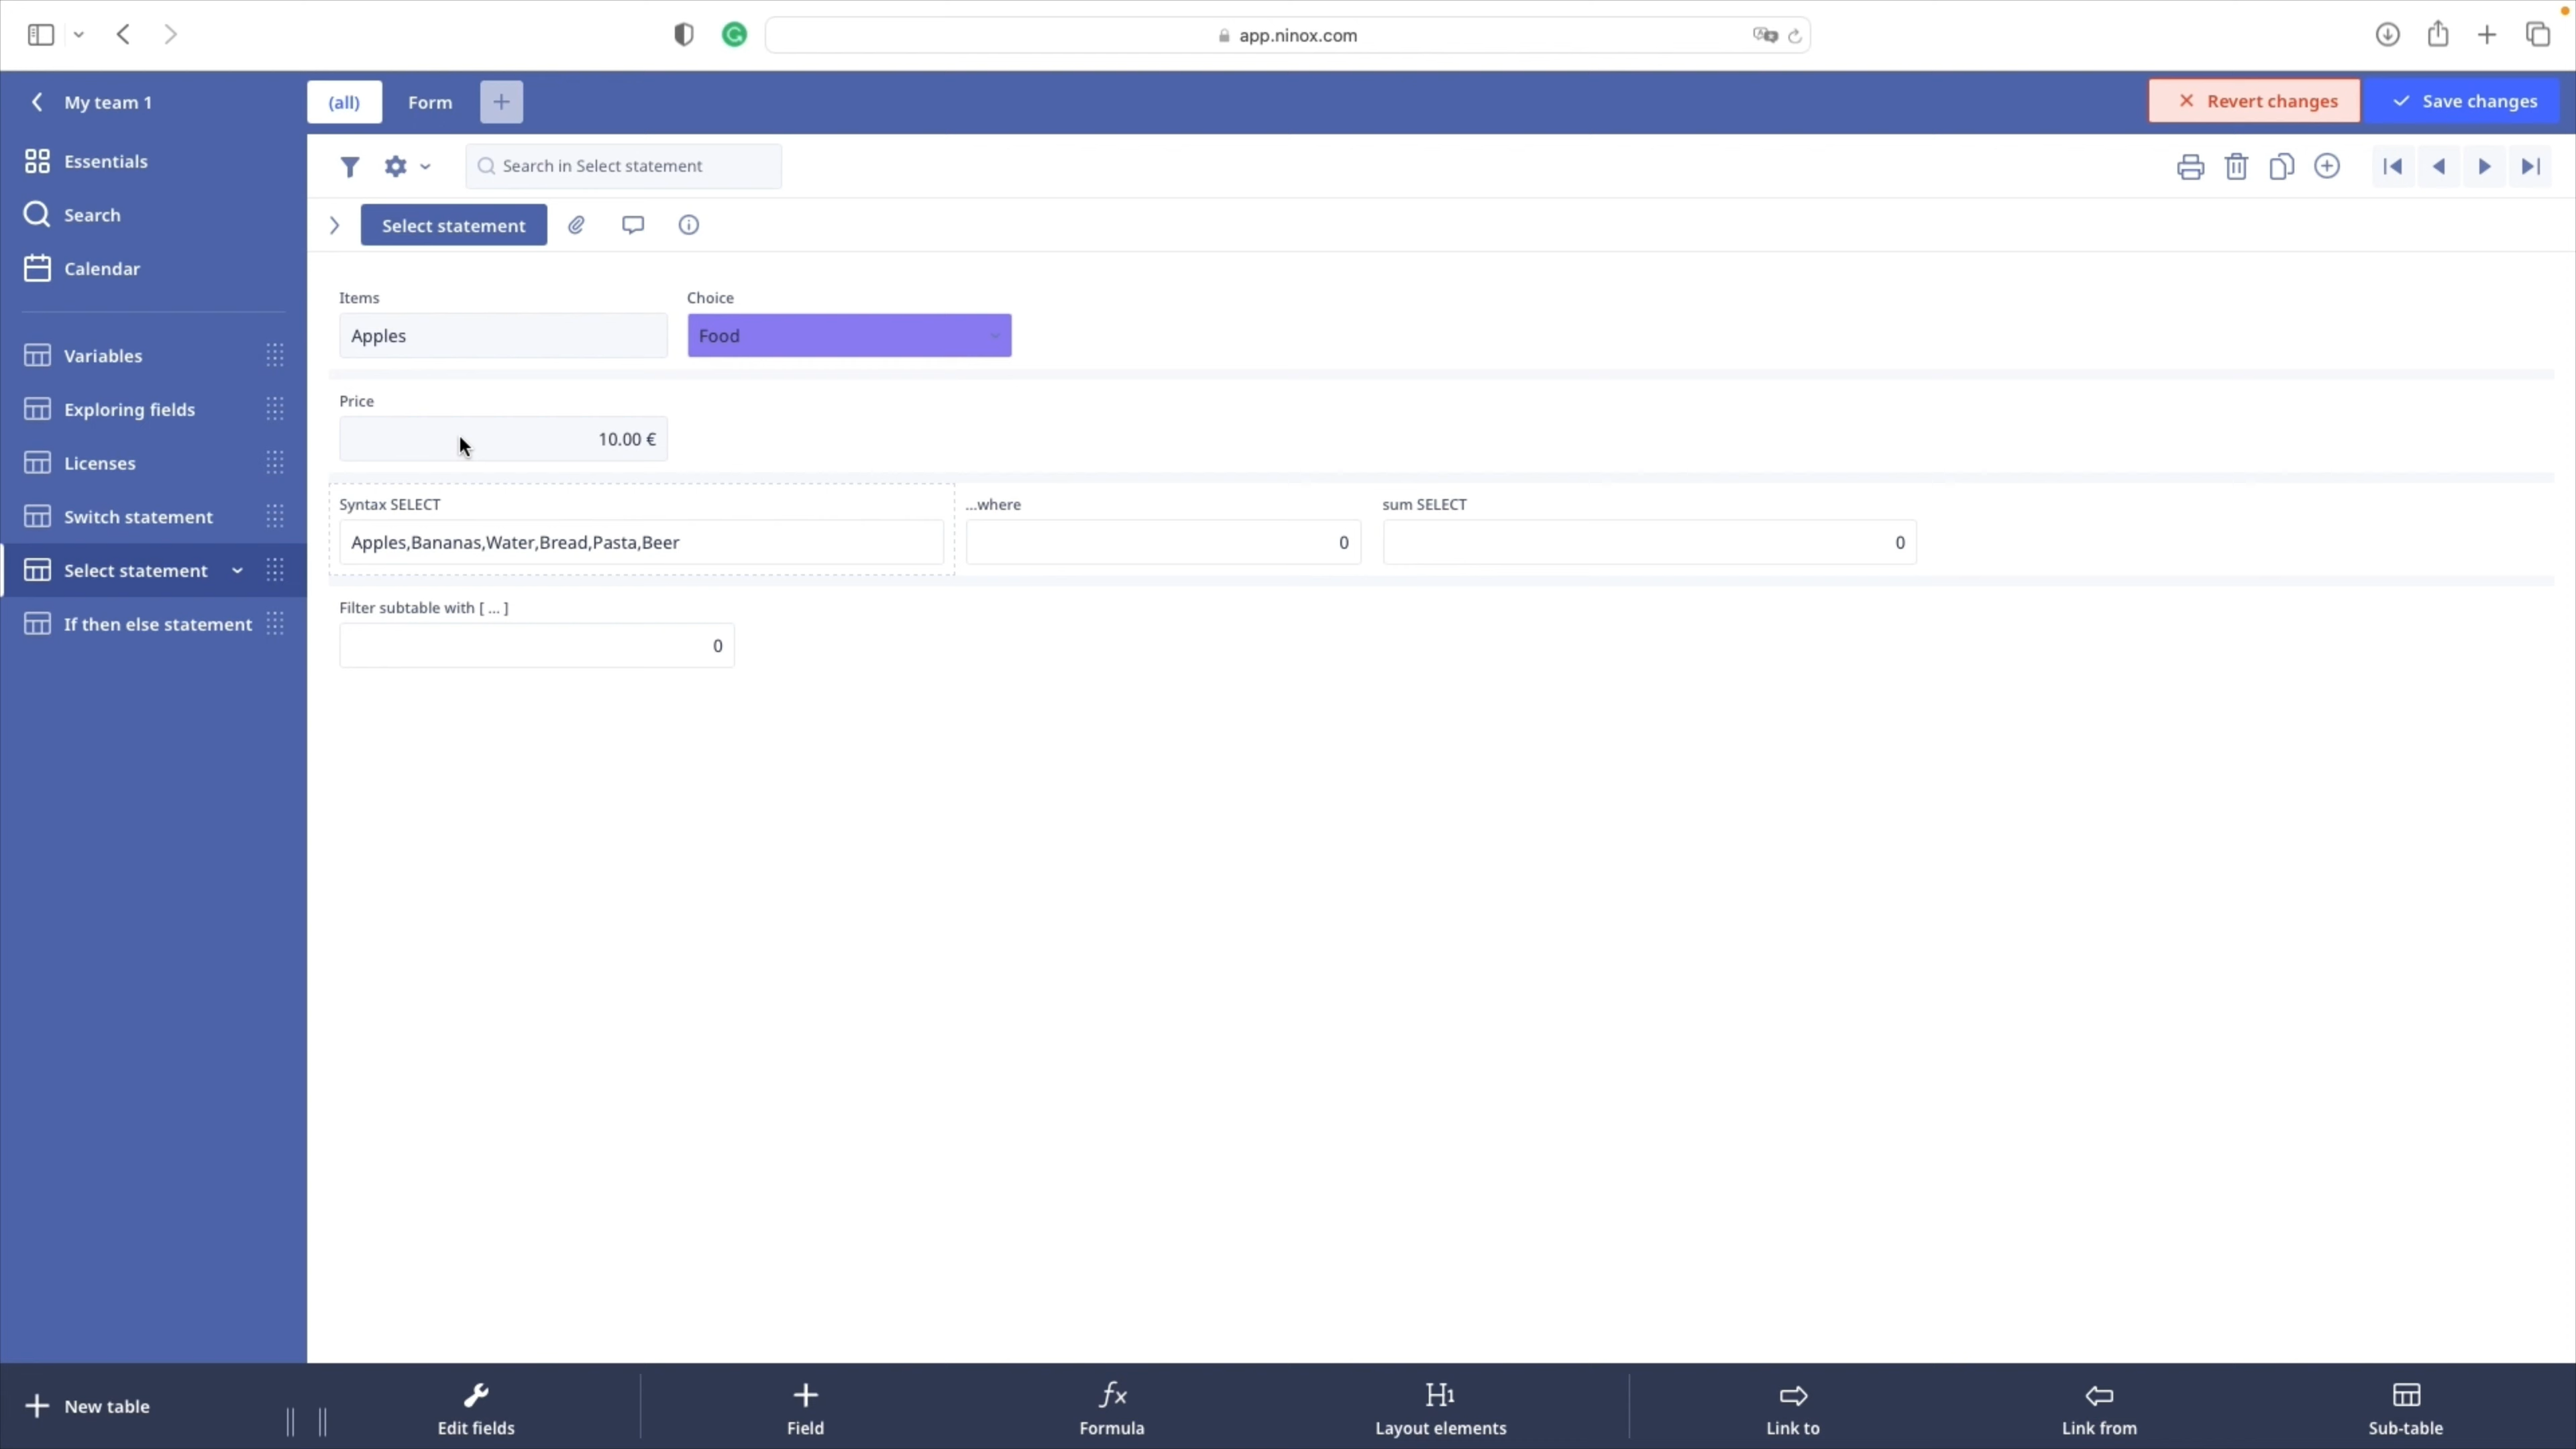 app.ninox.com
My team 1
(all)
Form
Revert changes
Save changes
Essentials
Search in Select statement
Search
Select statement
Calendar
Items
Choice
Apples
Food
Variables
Price
Exploring fields
10.00 €
Licenses
Syntax SELECT
...where
sum SELECT
Switch statement
Apples,Bananas,Water,Bread,Pasta,Beer
0
0
Select statement
Filter subtable with [ ... ]
If then else statement
0
New table
Edit fields
Field
fx
Formula
H1
Layout elements
Link to
Link from
Sub-table